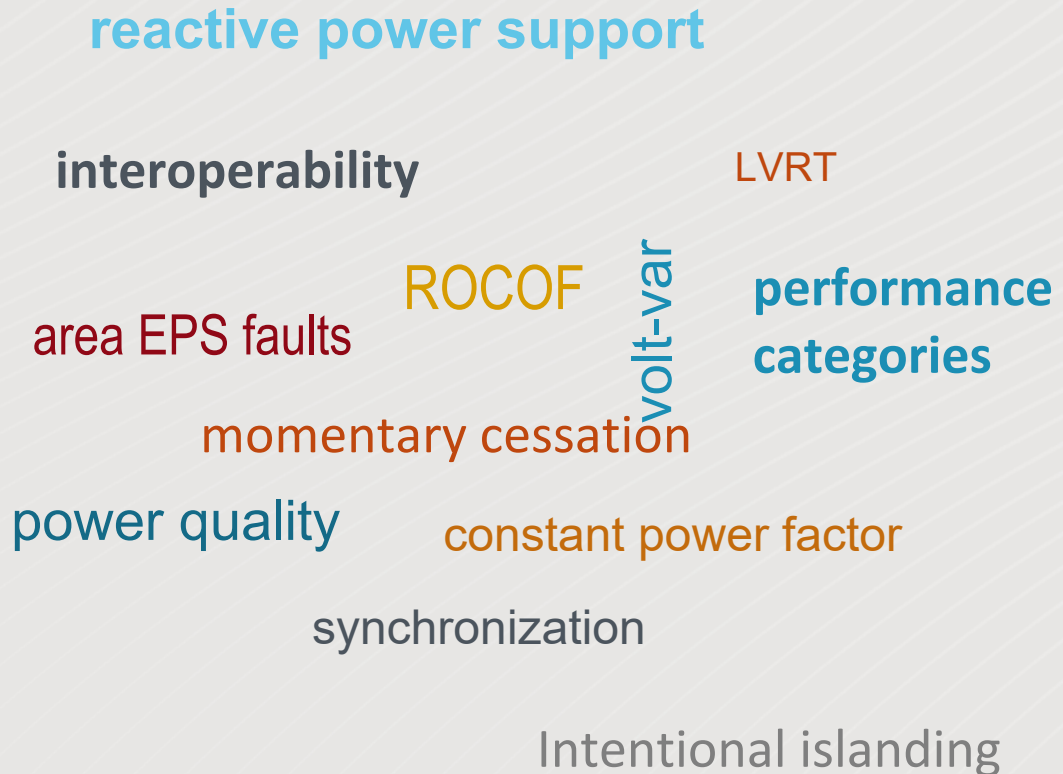 reactive power support
interoperability
LVRT
ROCOF
volt-var
performance
categories
area EPS faults
momentary cessation
power quality
constant power factor
synchronization
Intentional islanding